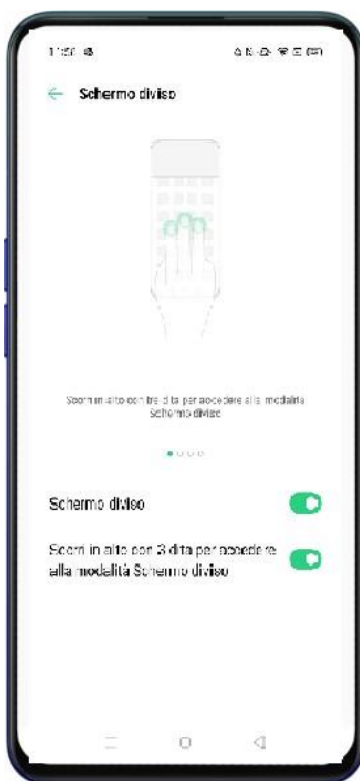 Schermo diviso
Scorri in alto con tre dita per accedere alla modalità
Schermo diviso
Schermo diviso
Scorri in alto con 3 dita per accedere
alla modalità Schermo diviso